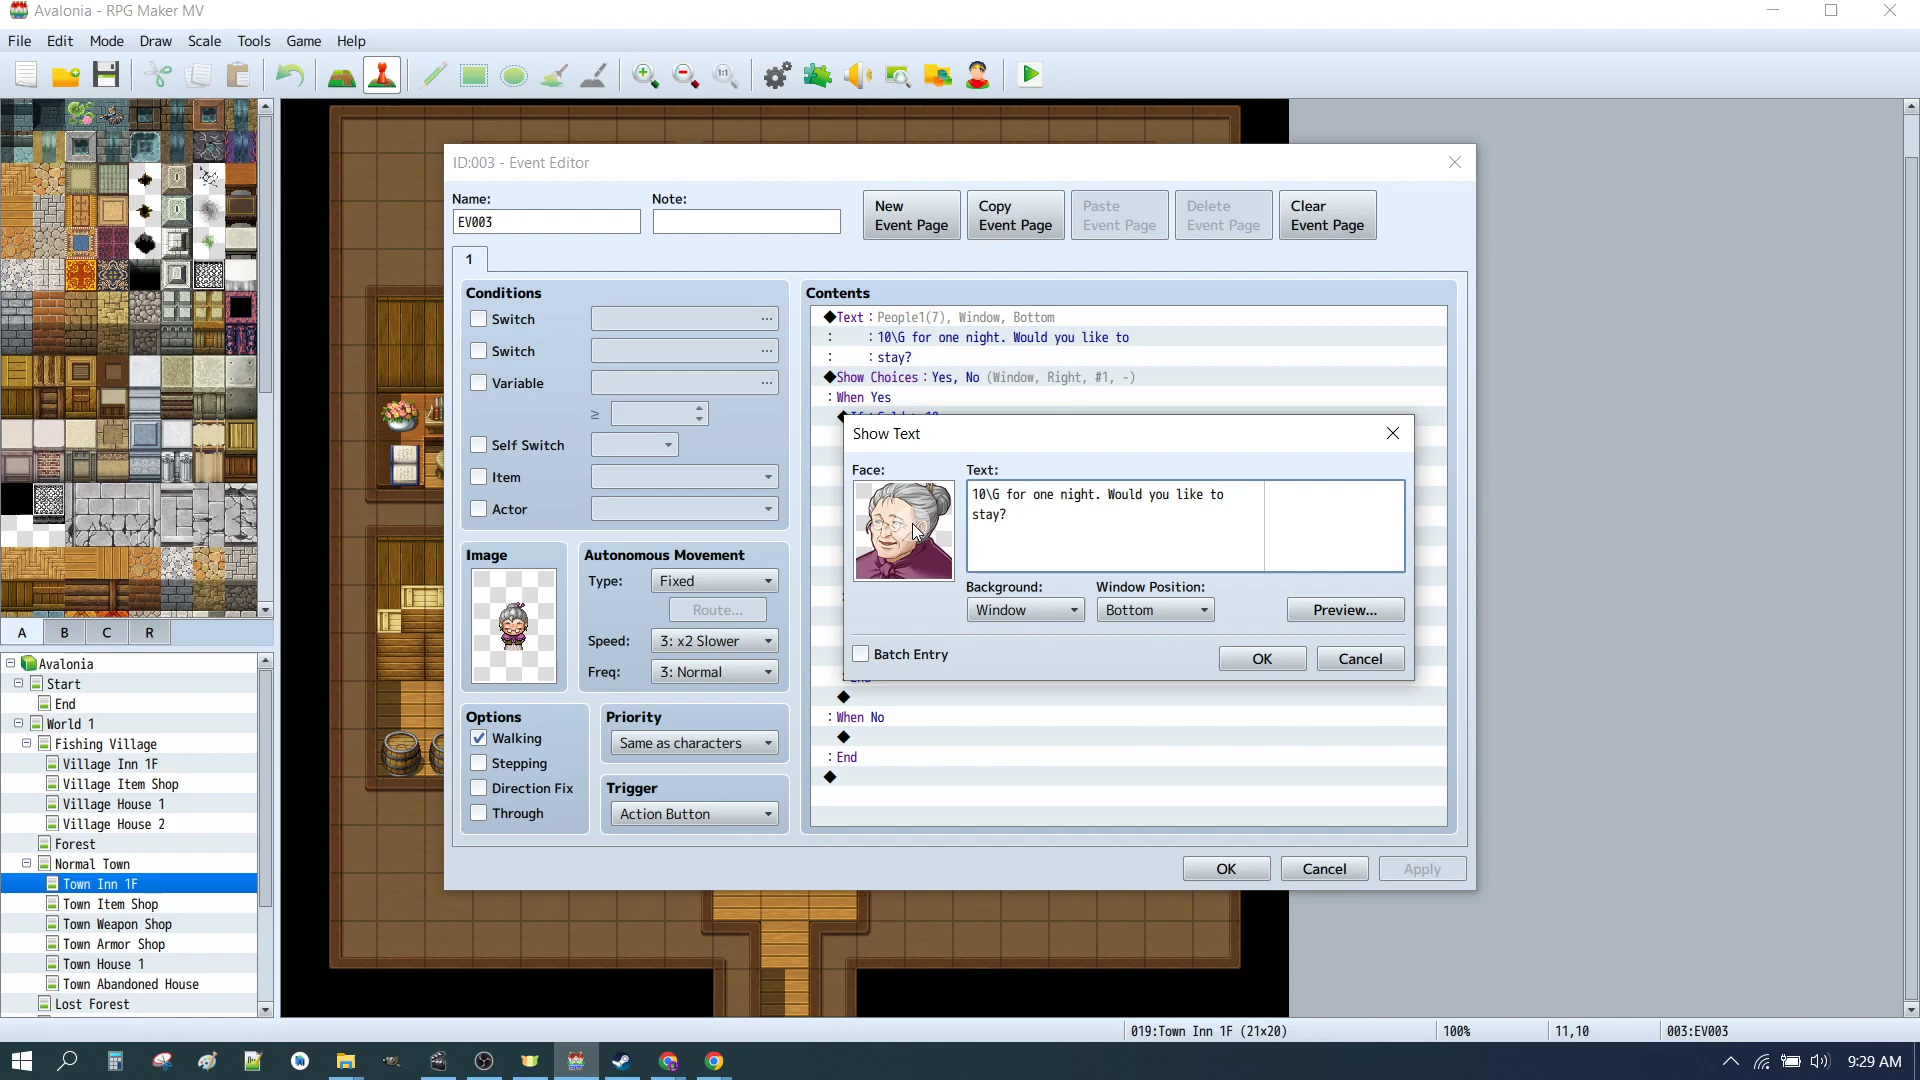 Avalonia - RPG Maker MV
File Edit Mode Draw Scale Tools Game Help
1:1
ID:003 - Event Editor
Name:
Note:
EV003
New Event Page
Copy Event Page
Paste Event Page
Delete Event Page
Clear Event Page
1
Conditions
Switch ...
Switch ...
Variable ...
≥
Self Switch
Item
Actor
Image
Autonomous Movement
Type: Fixed
Route...
Speed: 3: x2 Slower
Freq: 3: Normal
Options
Walking
Stepping
Direction Fix
Through
Priority
Same as characters
Trigger
Action Button
Contents
◆Text : People1(7), Window, Bottom
: : 10\G for one night. Would you like to
: : stay?
◆Show Choices : Yes, No (Window, Right, #1, -)
: When Yes
◆
: When No
◆
: End
◆
Show Text
Face:
Text:
10\G for one night. Would you like to
stay?
Background:
Window
Window Position:
Bottom
Preview...
Batch Entry
OK
Cancel
OK
Cancel
Apply
A B C R
Avalonia
Start
End
World 1
Fishing Village
Village Inn 1F
Village Item Shop
Village House 1
Village House 2
Forest
Normal Town
Town Inn 1F
Town Item Shop
Town Weapon Shop
Town Armor Shop
Town House 1
Town Abandoned House
Lost Forest
019:Town Inn 1F (21x20)
100%
11,10
003:EV003
9:29 AM